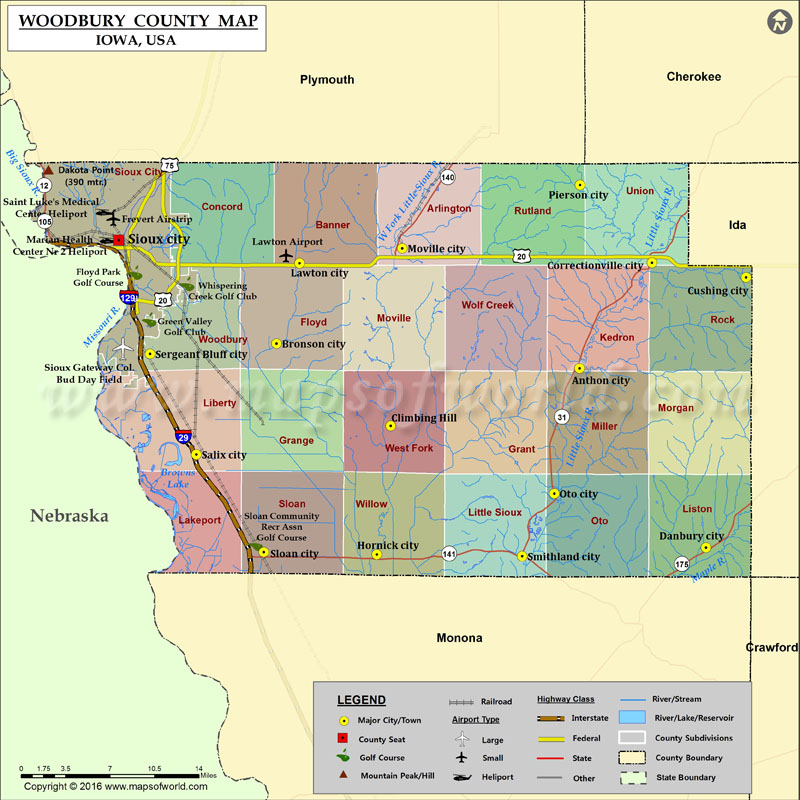 WOODBURY COUNTY MAP
IOWA, USA
N
Plymouth
Cherokee
Big Sioux R.
75
Dakota Point
(390 mtr.)
Sioux City
12
140
Saint Luke's Medical
Center Heliport
105
Frevert Airstrip
Concord
Banner
W Fork Little Sioux R.
Arlington
Pierson city
Rutland
Union
Little Sioux R.
Ida
Marian Health
Center Nr 2 Heliport
Sioux city
Lawton Airport
Moville city
20
Lawton city
Correctionville city
Floyd Park
Golf Course
Whispering
Creek Golf Club
Cushing city
129
20
Missouri R.
Green Valley
Golf Club
Woodbury
Floyd
Moville
Wolf Creek
Kedron
Rock
Bronson city
Sergeant Bluff city
Sioux Gateway Col.
Bud Day Field
Anthon city
www.mapsofworld.com
Liberty
Climbing Hill
31
Morgan
Grange
West Fork
Grant
Miller
Little Sioux R.
29
Salix city
Browns
Lake
Oto city
Nebraska
Lakeport
Sloan
Sloan Community
Recr Assn
Golf Course
Willow
Little Sioux
Oto
Liston
Sloan city
Hornick city
141
Smithland city
Danbury city
175
Maple R.
Monona
Crawford
LEGEND
Major City/Town
County Seat
Golf Course
Mountain Peak/Hill
Railroad
Airport Type
Large
Small
Heliport
Highway Class
Interstate
Federal
State
Other
River/Stream
River/Lake/Reservoir
County Subdivisions
County Boundary
State Boundary
0 1.75 3.5 7 10.5 14
Miles
Copyright © 2016 www.mapsofworld.com